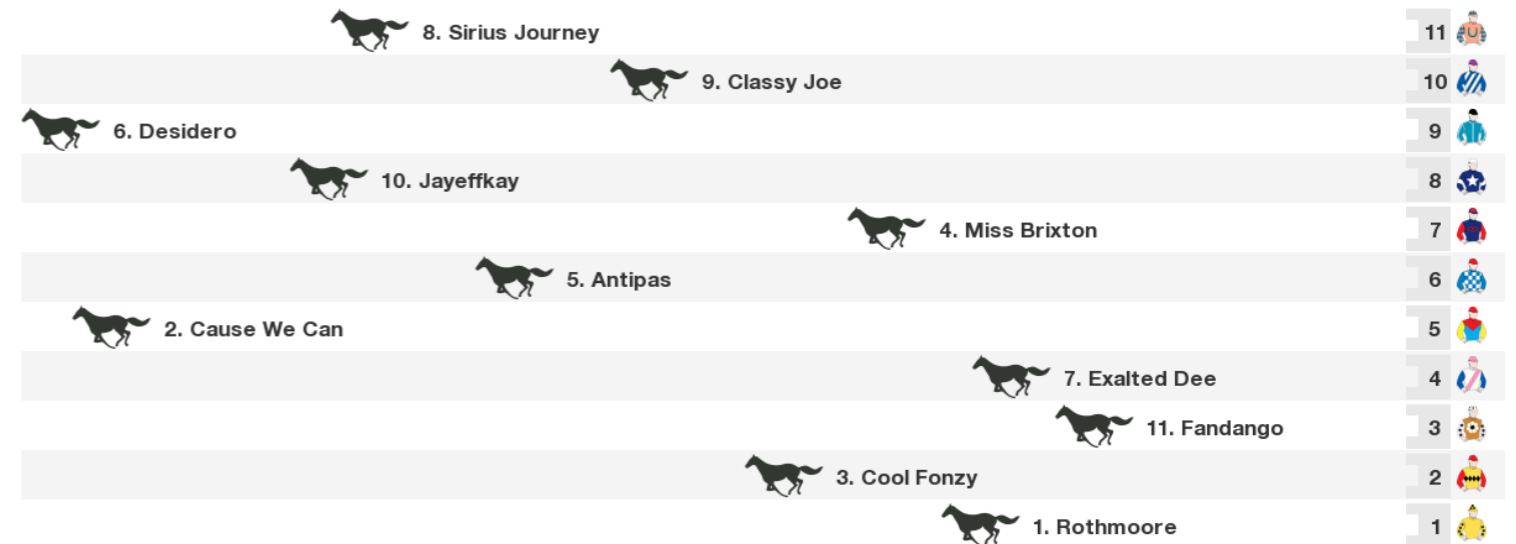 8. Sirius Journey 11
9. Classy Joe 10
6. Desidero 9
10. Jayeffkay 8
4. Miss Brixton 7
5. Antipas 6
2. Cause We Can 5
7. Exalted Dee 4
11. Fandango 3
3. Cool Fonzy 2
1. Rothmoore 1